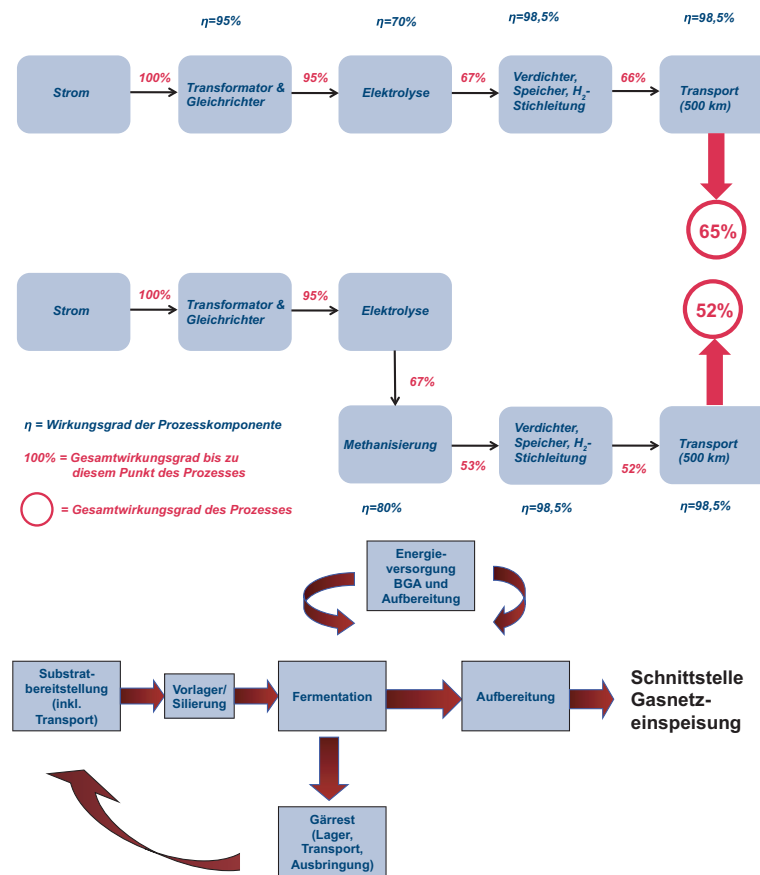 η=95%
η=70%
η=98,5%
η=98,5%
Strom
100%
Transformator &
Gleichrichter
95%
Elektrolyse
67%
Verdichter,
Speicher, H2-
Stichleitung
66%
Transport
(500 km)
65%
Strom
100%
Transformator &
Gleichrichter
95%
Elektrolyse
52%
67%
η = Wirkungsgrad der Prozesskomponente
100% = Gesamtwirkungsgrad bis zu
diesem Punkt des Prozesses
= Gesamtwirkungsgrad des Prozesses
Methanisierung
53%
Verdichter,
Speicher, H2-
Stichleitung
52%
Transport
(500 km)
η=80%
η=98,5%
η=98,5%
Energie-
versorgung
BGA und
Aufbereitung
Substrat-
bereitstellung
(inkl.
Transport)
Vorlager/
Silierung
Fermentation
Aufbereitung
Schnittstelle
Gasnetz-
einspeisung
Gärrest
(Lager,
Transport,
Ausbringung)